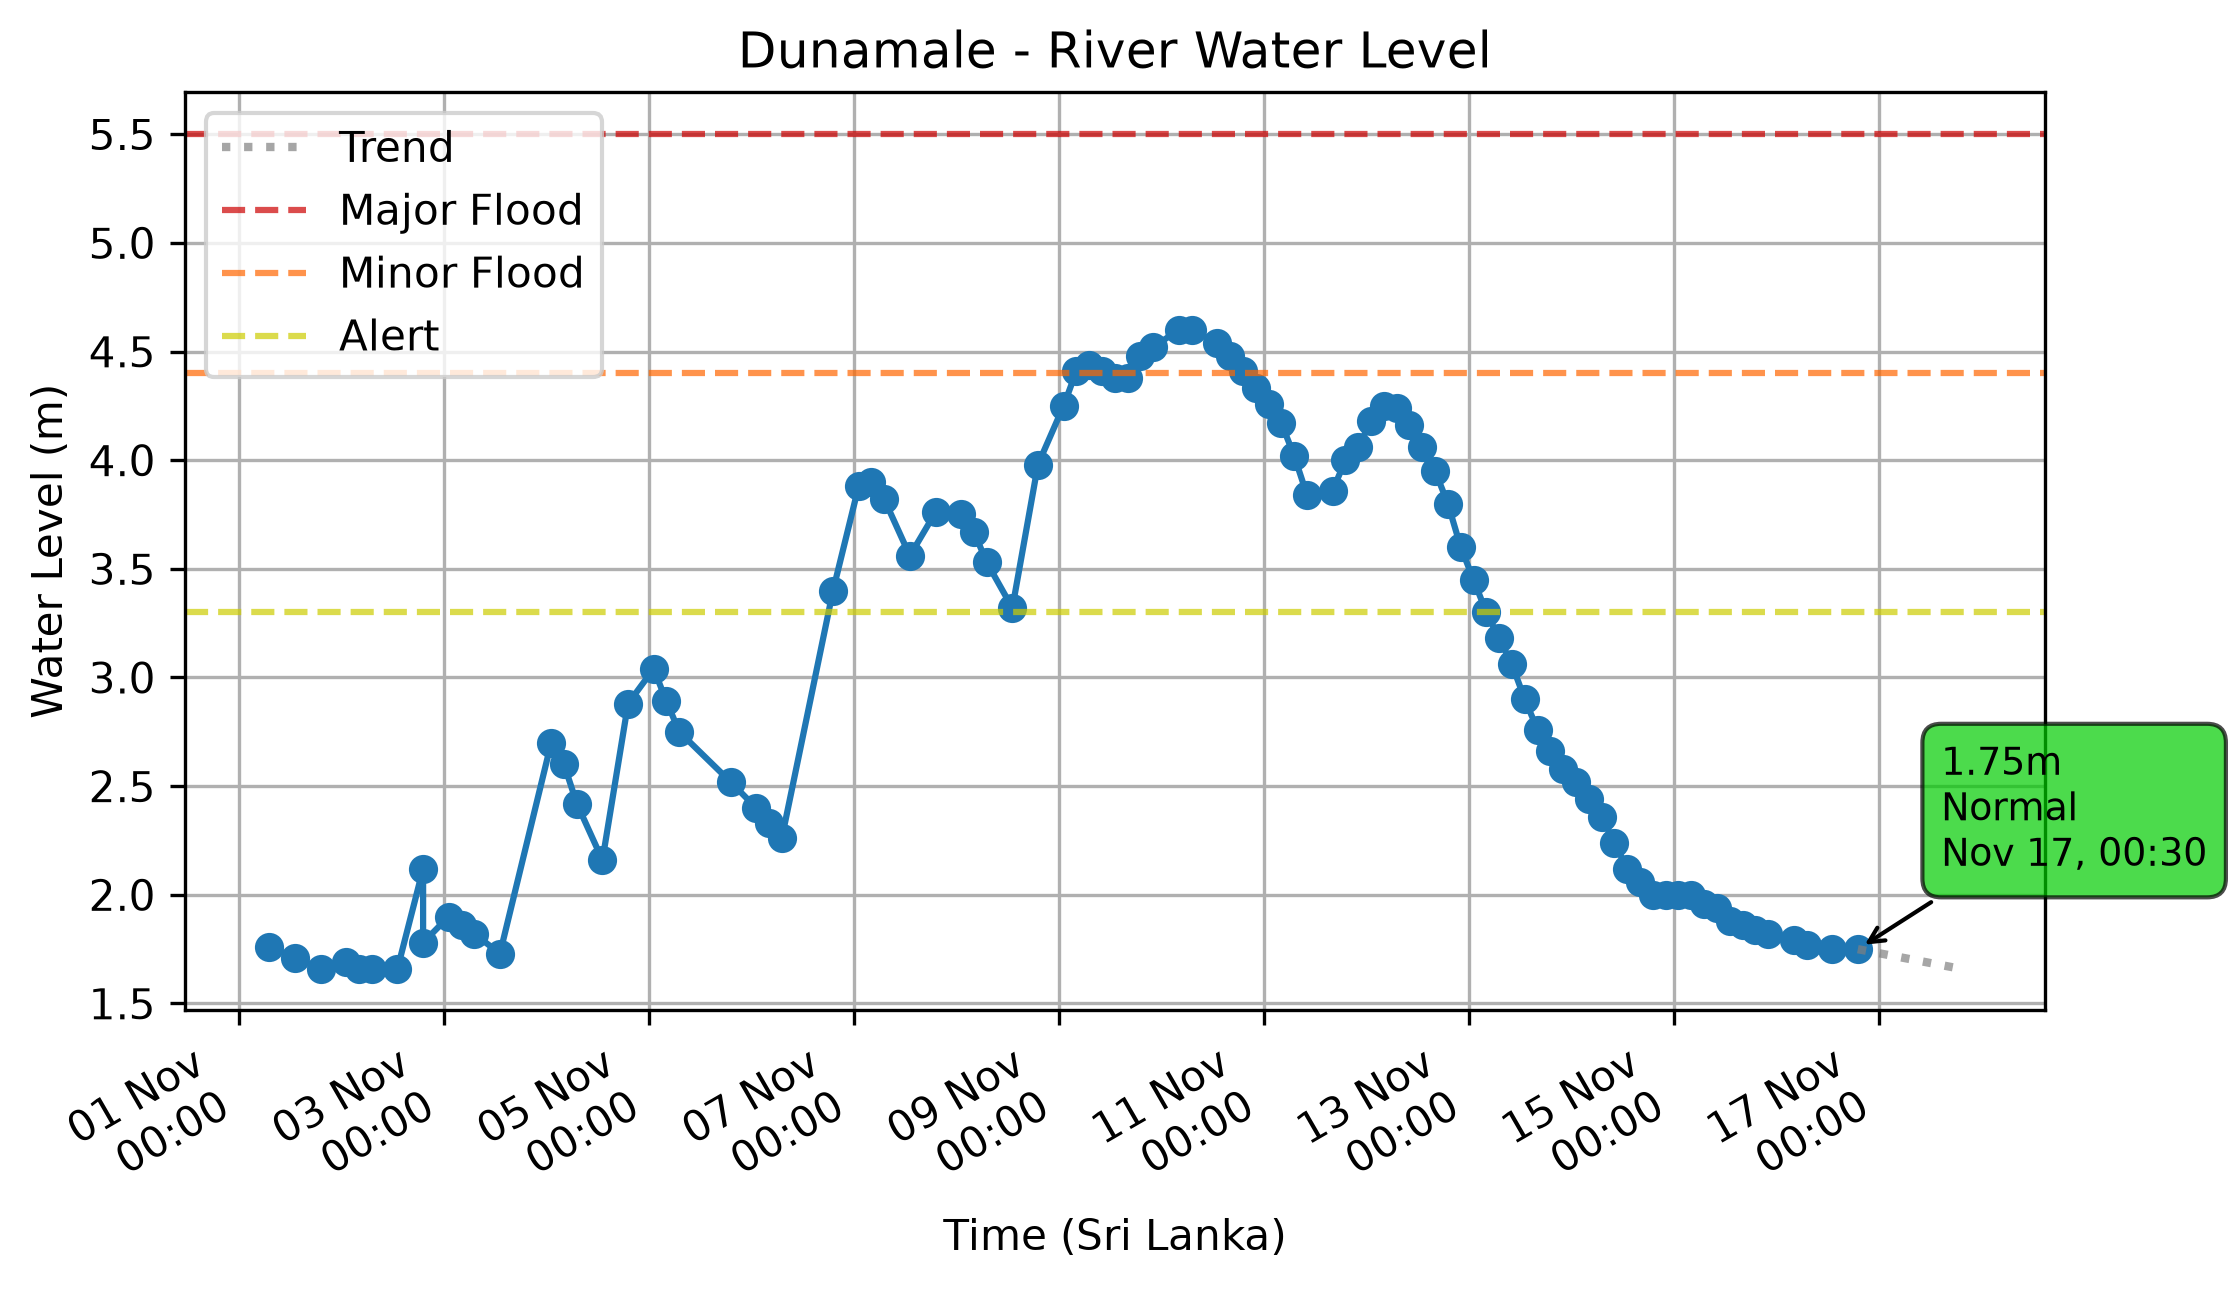 Dunamale - River Water Level
Trend
Major Flood
Minor Flood
Alert
5.5
5.0
4.5
4.0
3.5
3.0
2.5
2.0
1.5
Water Level (m)
1.75m
Normal
Nov 17, 00:30
01 Nov
00:00
03 Nov
00:00
05 Nov
00:00
07 Nov
00:00
09 Nov
00:00
11 Nov
00:00
13 Nov
00:00
15 Nov
00:00
17 Nov
00:00
Time (Sri Lanka)